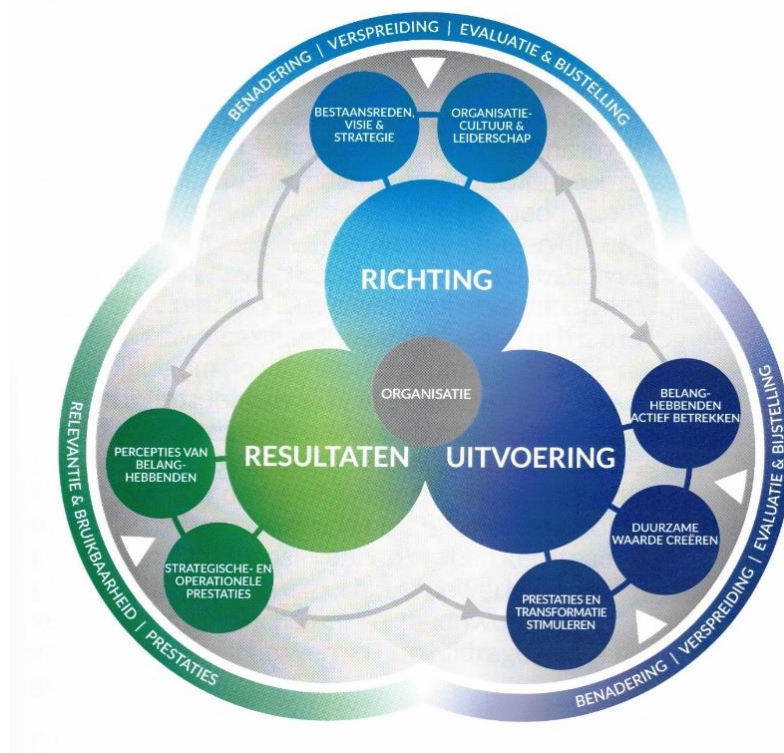 BENADERING | VERSPREIDING | EVALUATIE & BIJSTELLING
BESTAANSREDEN,
VISIE &
STRATEGIE
ORGANISATIE-
CULTUUR &
LEIDERSCHAP
RICHTING
ORGANISATIE
RESULTATEN
UITVOERING
BELANG-
HEBBENDEN
ACTIEF BETREKKEN
DUURZAME
WAARDE CREËREN
PRESTATIES EN
TRANSFORMATIE
STIMULEREN
BENADERING | VERSPREIDING | EVALUATIE & BIJSTELLING
PERCEPTIES VAN
BELANG-
HEBBENDEN
STRATEGISCHE- EN
OPERATIONELE
PRESTATIES
RELEVANTIE & BRUIKBAARHEID | PRESTATIES